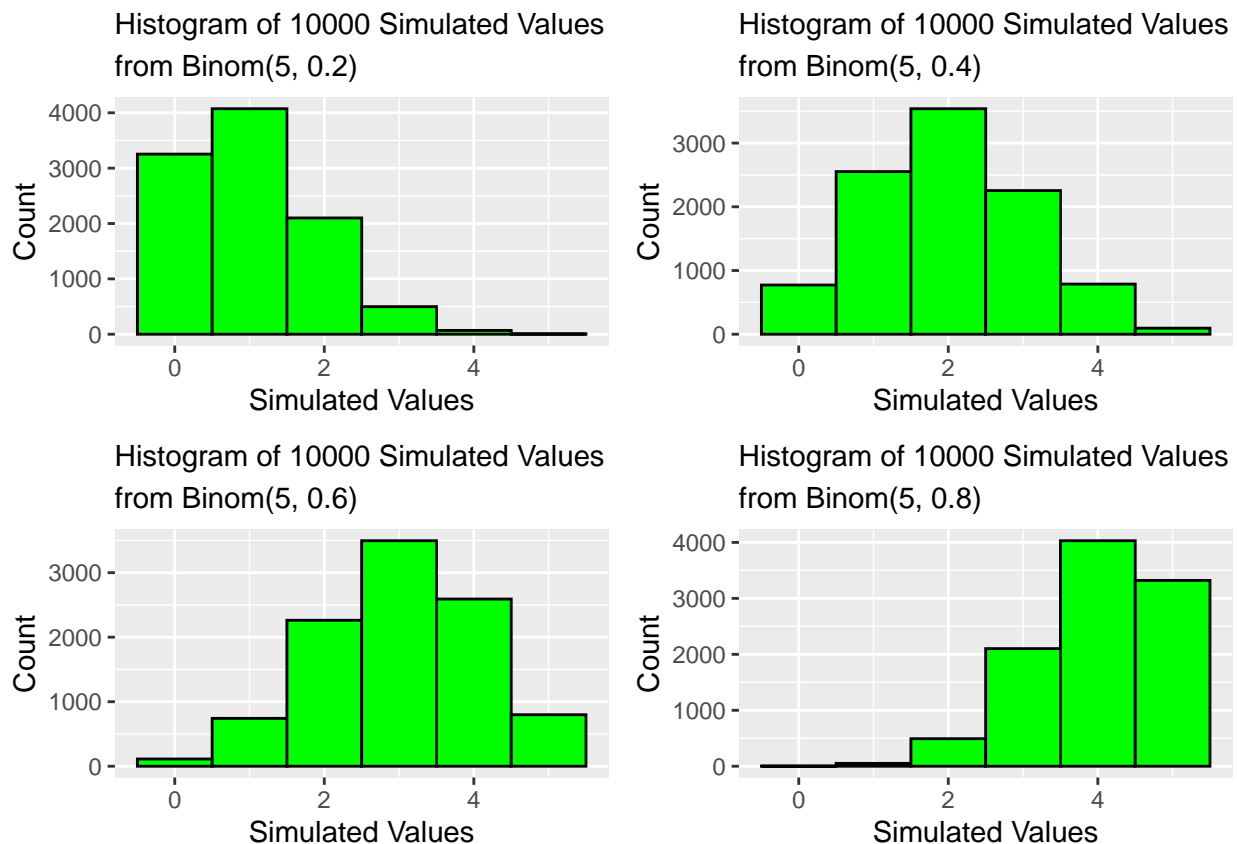 Histogram of 10000 Simulated Values
from Binom(5, 0.2)
4000
3000
2000
1000
0
Count
0 2 4
Simulated Values
Histogram of 10000 Simulated Values
from Binom(5, 0.4)
3000
2000
1000
0
Count
0 2 4
Simulated Values
Histogram of 10000 Simulated Values
from Binom(5, 0.6)
3000
2000
1000
0
Count
0 2 4
Simulated Values
Histogram of 10000 Simulated Values
from Binom(5, 0.8)
4000
3000
2000
1000
0
Count
0 2 4
Simulated Values